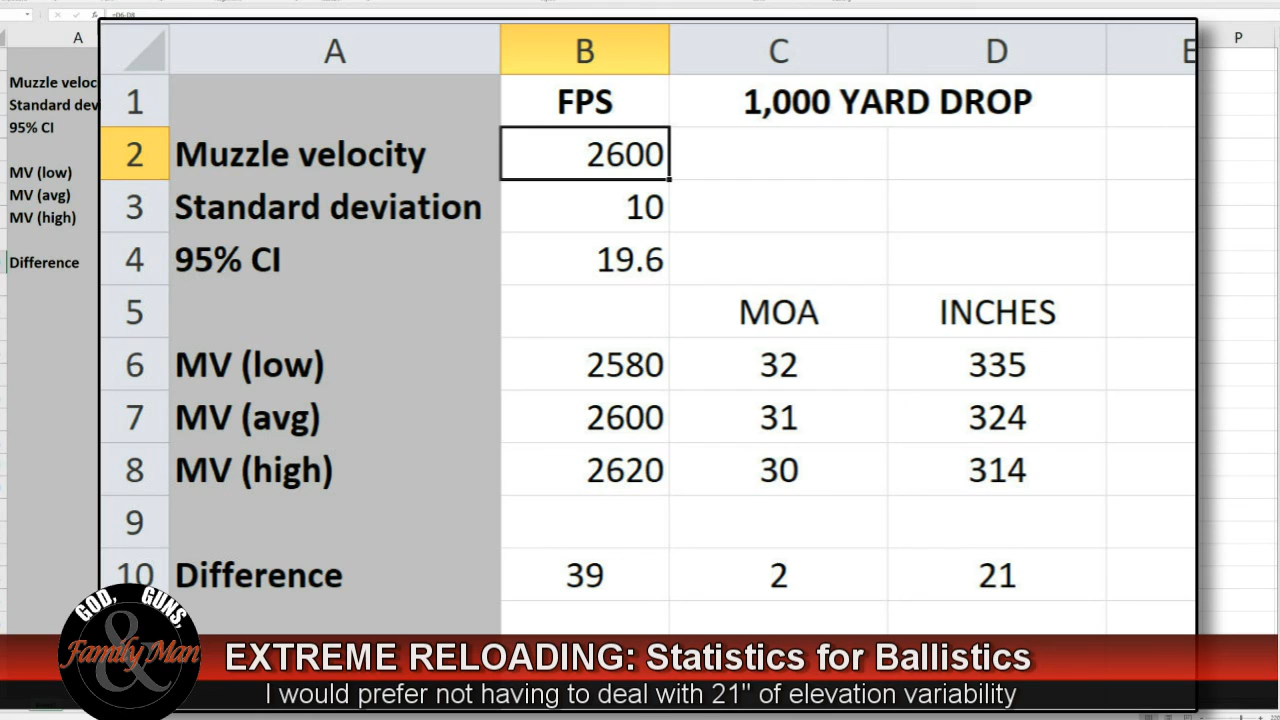 =D6-D8
A B C D E P
1 FPS 1,000 YARD DROP
2 Muzzle velocity 2600
3 Standard deviation 10
4 95% CI 19.6
5 MOA INCHES
6 MV (low) 2580 32 335
7 MV (avg) 2600 31 324
8 MV (high) 2620 30 314
9
10 Difference 39 2 21
A
Muzzle veloc
Standard dev
95% CI
MV (low)
MV (avg)
MV (high)
Difference
GOD, GUNS,
& Family Man
EXTREME RELOADING: Statistics for Ballistics
I would prefer not having to deal with 21" of elevation variability